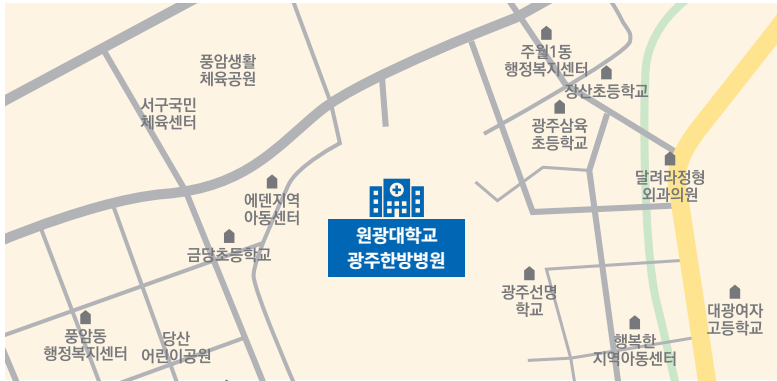 주월1동
행정복지센터
풍암생활
체육공원
장산초등학교
서구국민
체육센터
광주삼육
초등학교
달려라정형
외과의원
에덴지역
아동센터
원광대학교
광주한방병원
금당초등학교
광주선명
학교
대광여자
고등학교
풍암동
행정복지센터
당산
어린이공원
행복한
지역아동센터